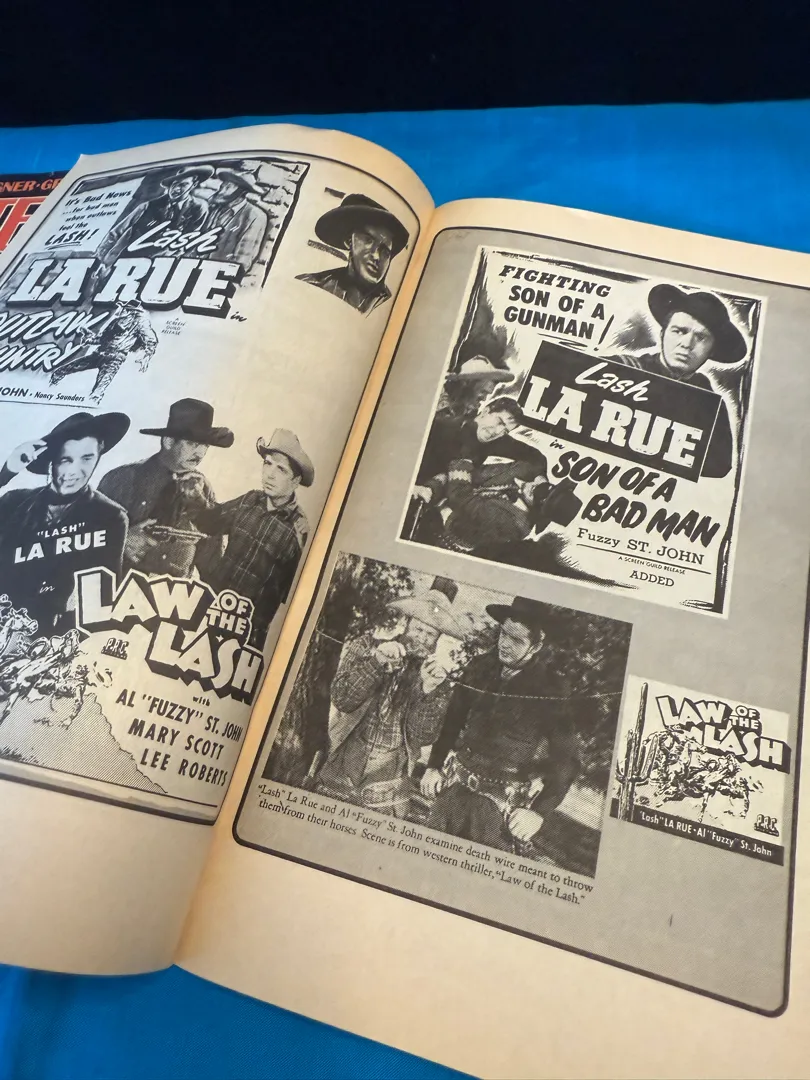 GNER·G
It's Bad News
...for bad men
when outlaws
feel the
LASH!
"Lash"
LA RUE
in
UTLAW
UNTRY
A
SCREEN
GUILD
RELEASE
JOHN • Nancy Saunders
"LASH"
LA RUE
in
LAW OF
THE
LASH
PRC
with
AL "FUZZY" ST. JOHN
MARY SCOTT
LEE ROBERTS
FIGHTING
SON OF A
GUNMAN!
Lash
LA RUE
in
SON OF A
BAD MAN
Fuzzy ST. JOHN
A SCREEN GUILD RELEASE
ADDED
"Lash" La Rue and Al "Fuzzy" St. John examine death wire meant to throw
them from their horses. Scene is from western thriller, "Law of the Lash."
LAW OF
THE
LASH
"Lash" LA RUE • Al "Fuzzy" St. John
PRC